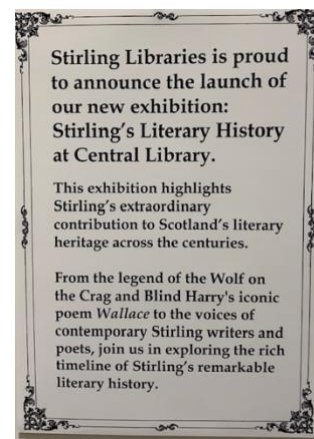 Stirling Libraries is proud
to announce the launch of
our new exhibition:
Stirling's Literary History
at Central Library.
This exhibition highlights
Stirling's extraordinary
contribution to Scotland's literary
heritage across the centuries.
From the legend of the Wolf on
the Crag and Blind Harry's iconic
poem Wallace to the voices of
contemporary Stirling writers and
poets, join us in exploring the rich
timeline of Stirling's remarkable
literary history.